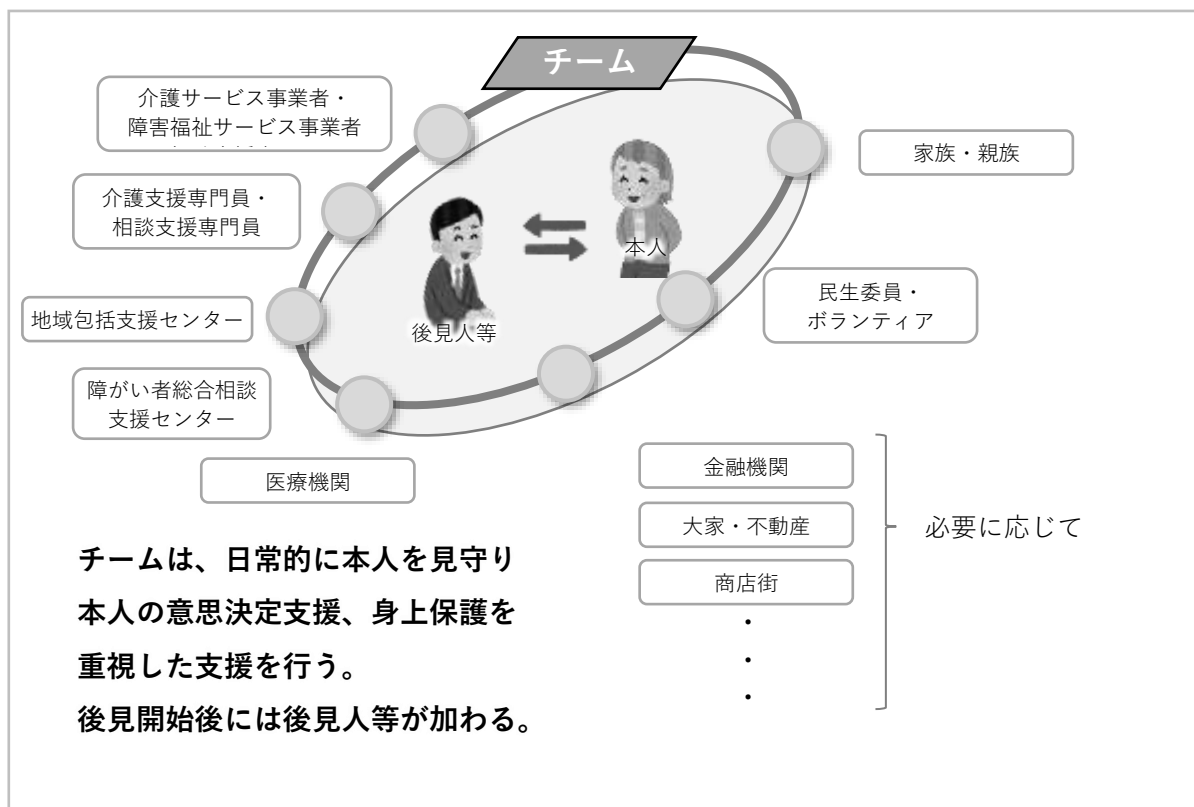 チーム
介護サービス事業者・
障害福祉サービス事業者
家族・親族
介護支援専門員・
相談支援専門員
本人
後見人等
地域包括支援センター
民生委員・
ボランティア
障がい者総合相談
支援センター
医療機関
金融機関
大家・不動産
商店街
・
・
・
必要に応じて
チームは、日常的に本人を見守り
本人の意思決定支援、身上保護を
重視した支援を行う。
後見開始後には後見人等が加わる。